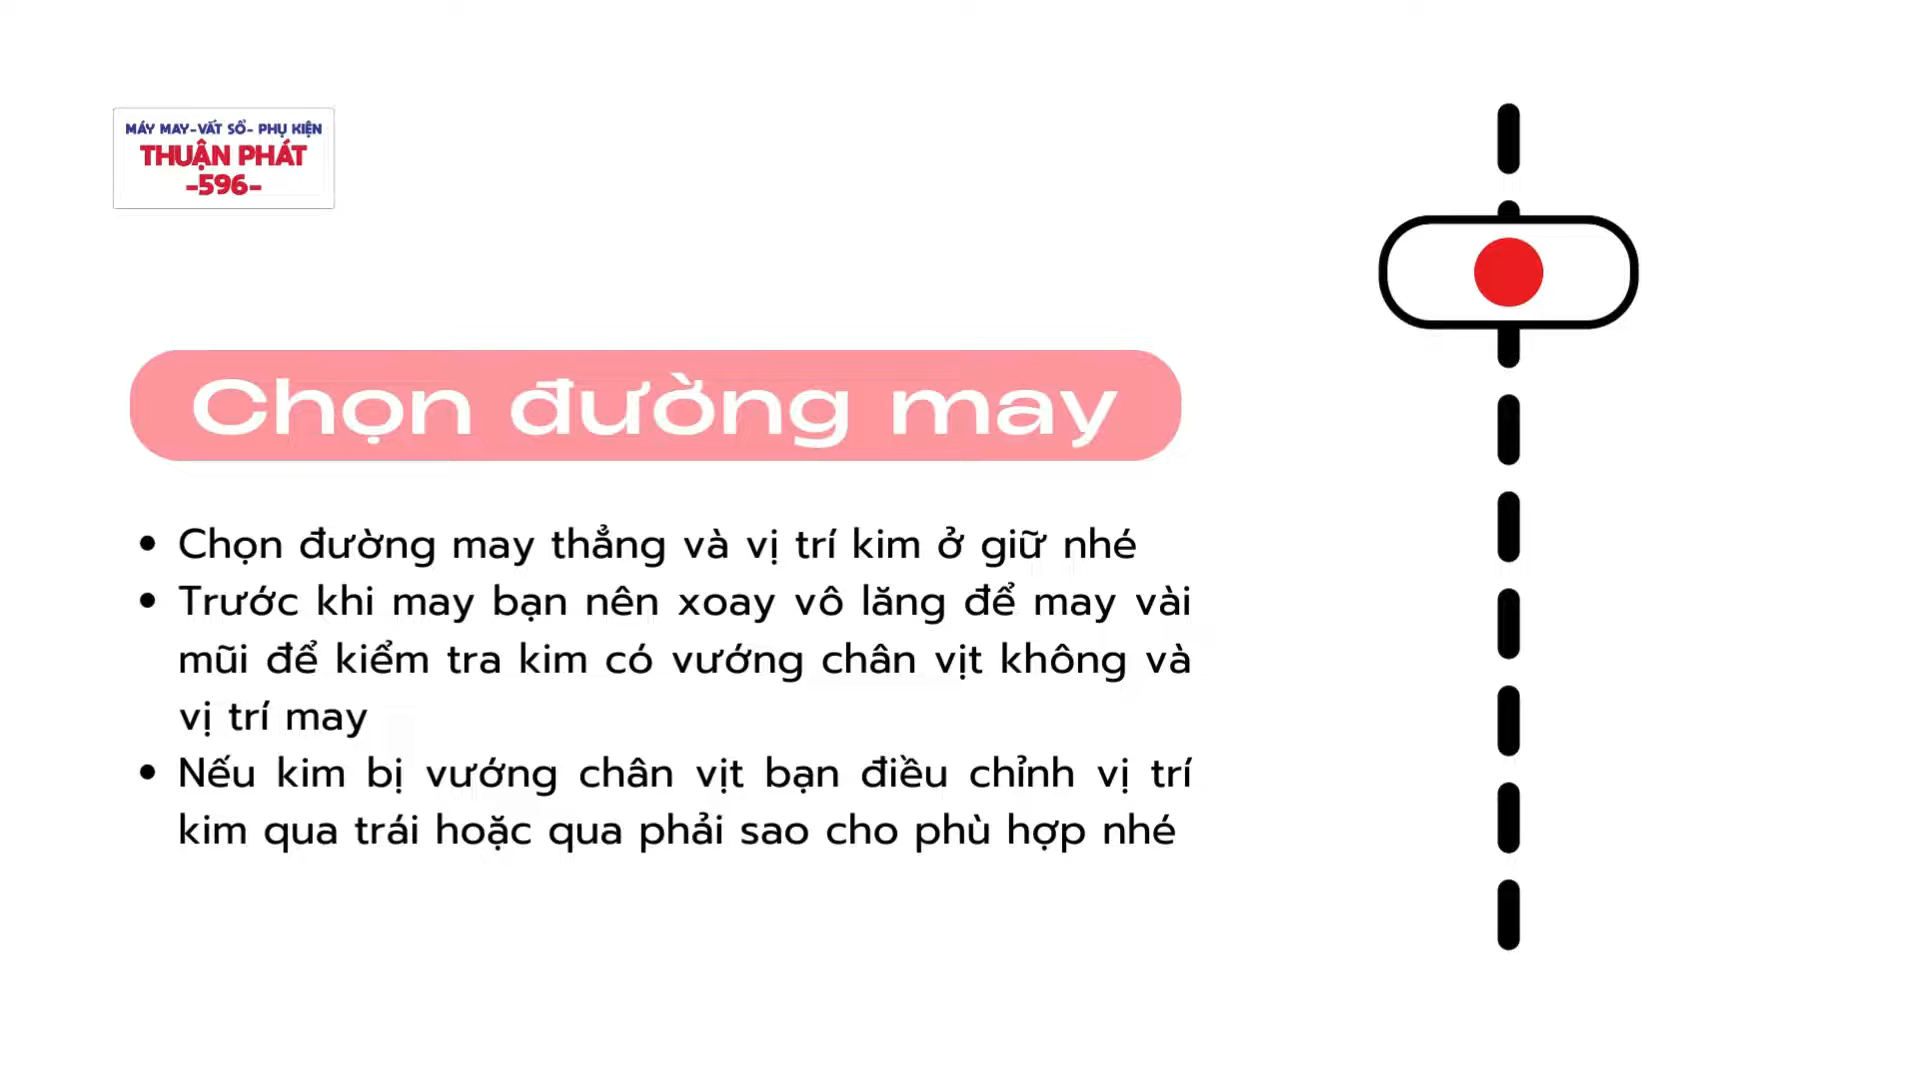 MÁY MAY-VẮT SỔ- PHỤ KIỆN
THUẬN PHÁT
-596-
Chọn đường may
• Chọn đường may thẳng và vị trí kim ở giữ nhé
• Trước khi may bạn nên xoay vô lăng để may vài
mũi để kiểm tra kim có vướng chân vịt không và
vị trí may
• Nếu kim bị vướng chân vịt bạn điều chỉnh vị trí
kim qua trái hoặc qua phải sao cho phù hợp nhé